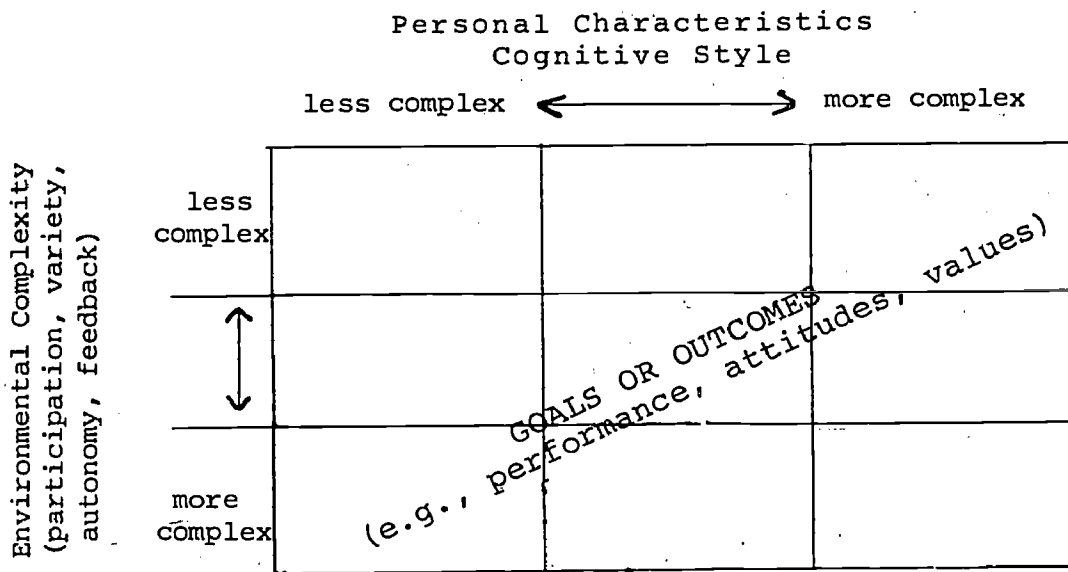 Personal Characteristics
Cognitive Style
less complex
more complex
Environmental Complexity
(participation, variety,
autonomy, feedback)
less
complex
more
complex
GOALS OR OUTCOMES
(e.g., performance, attitudes, values)